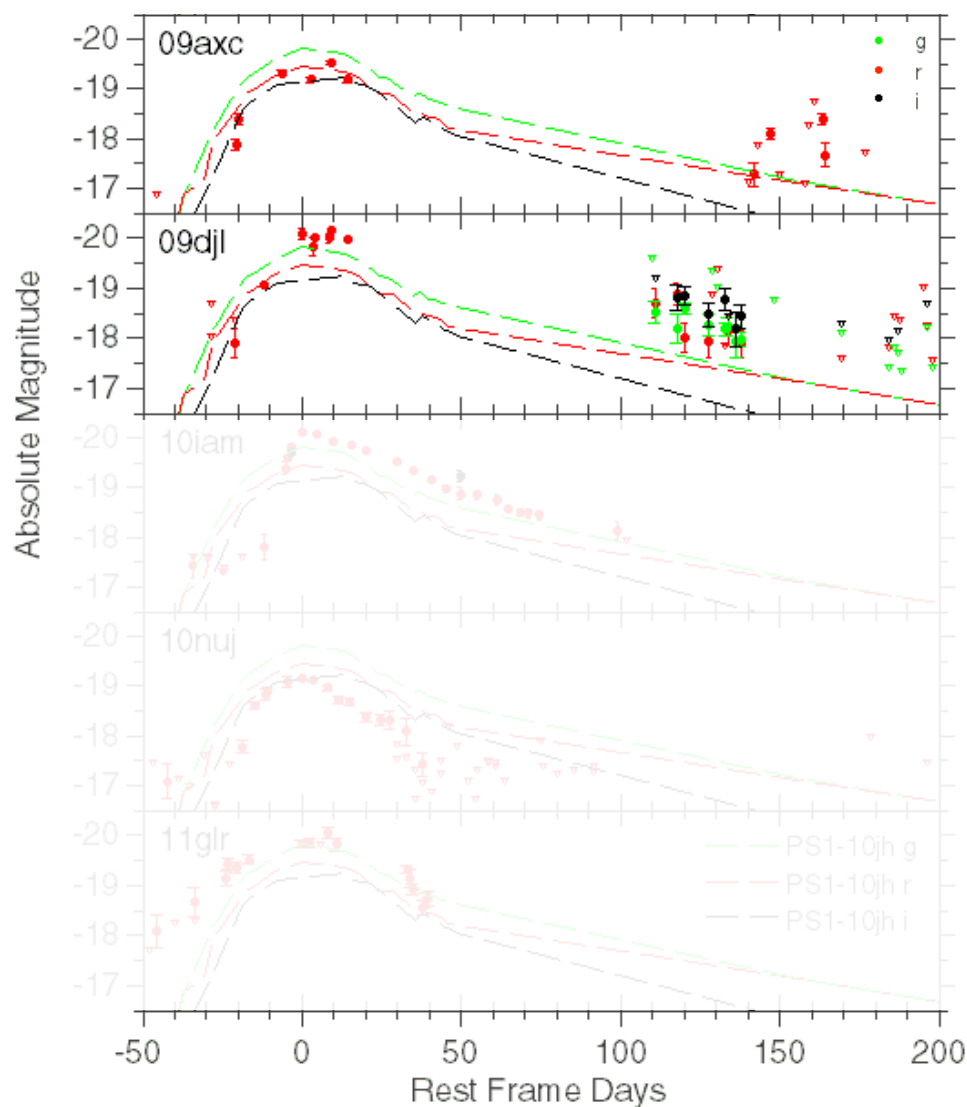 -20
09axc
g
-19
r
i
-18
-17
-20
09djl
-19
-18
-17
Absolute Magnitude
-20
10iam
-19
-18
-17
-20
10nuj
-19
-18
-17
-20
11glr
PS1-10jh g
-19
PS1-10jh r
PS1-10jh i
-18
-17
-50 0 50 100 150 200
Rest Frame Days